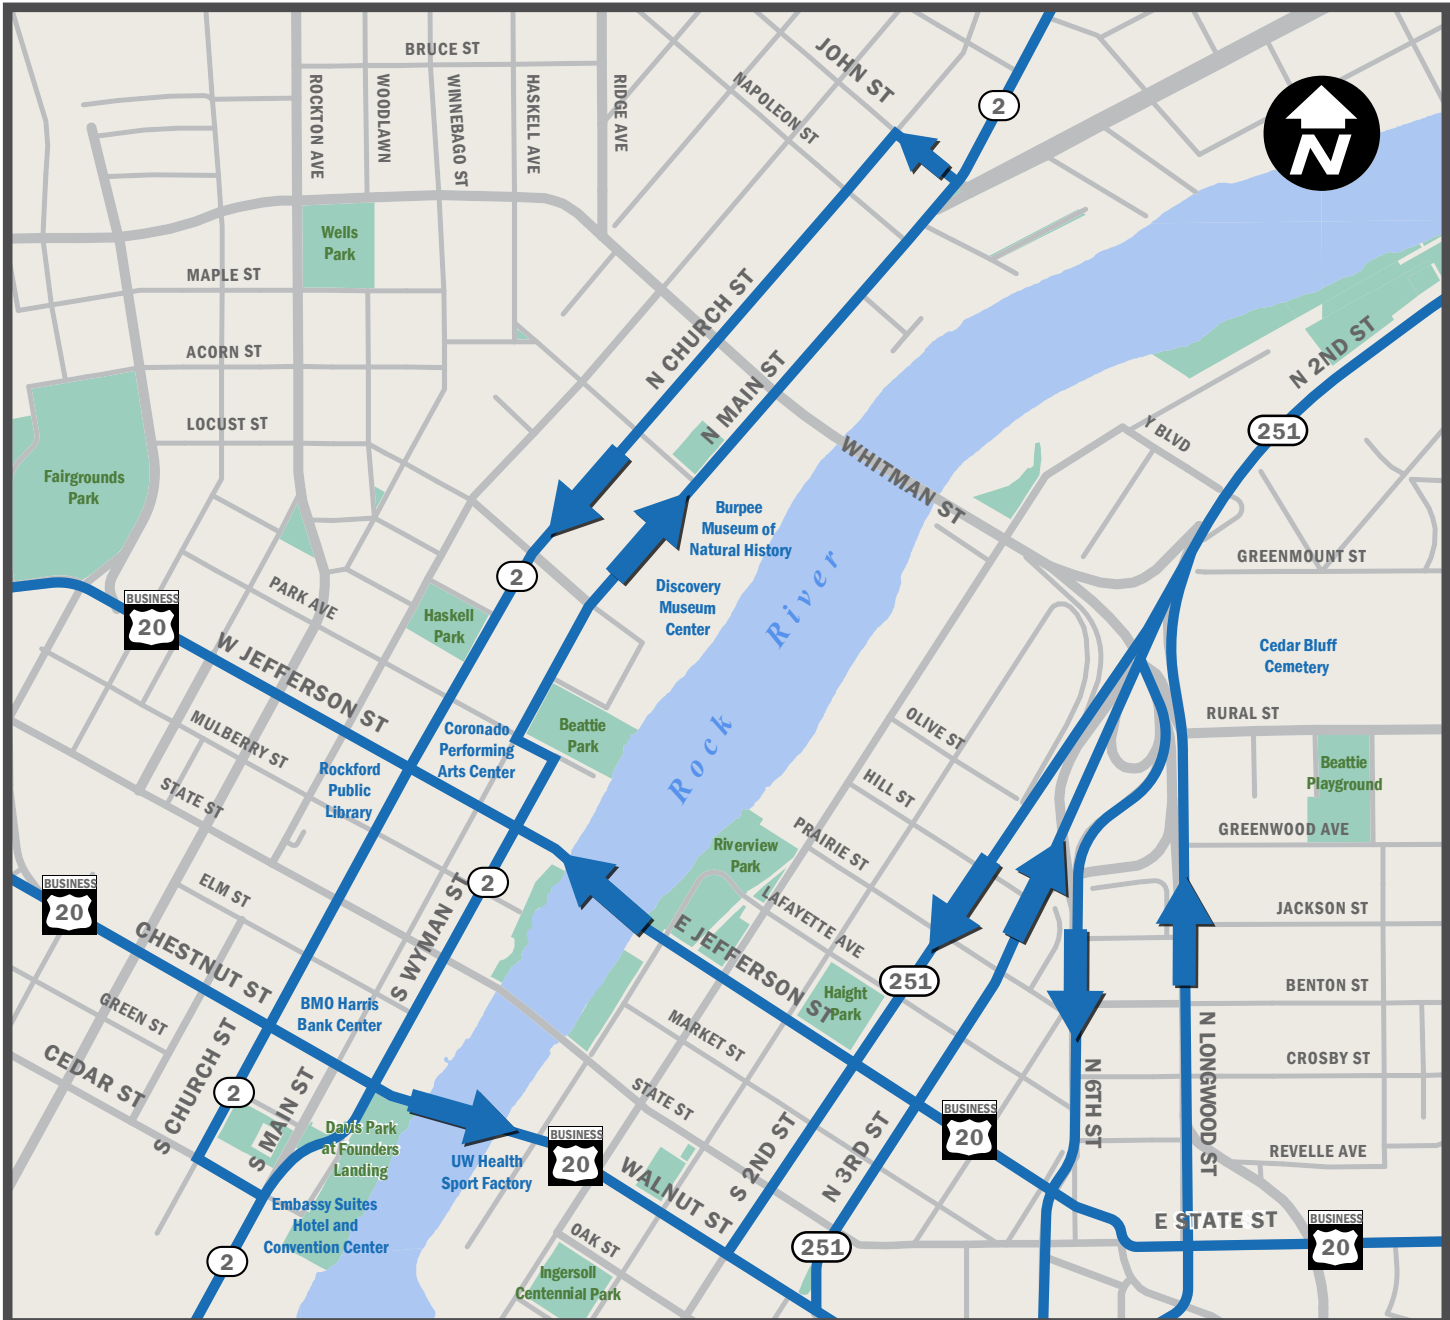 BRUCE ST
ROCKTON AVE
WOODLAWN
WINNEBAGO ST
HASKELL AVE
RIDGE AVE
JOHN ST
NAPOLEON ST
2
N
Wells
Park
MAPLE ST
ACORN ST
LOCUST ST
Fairgrounds
Park
N CHURCH ST
N MAIN ST
WHITMAN ST
N 2ND ST
Y BLVD
251
GREENMOUNT ST
Burpee
Museum of
Natural History
Discovery
Museum
Center
2
Rock River
BUSINESS
20
PARK AVE
Haskell
Park
W JEFFERSON ST
MULBERRY ST
STATE ST
Cedar Bluff
Cemetery
RURAL ST
OLIVE ST
HILL ST
PRAIRIE ST
Coronado
Performing
Arts Center
Beattie
Park
Rockford
Public
Library
Beattie
Playground
GREENWOOD AVE
Riverview
Park
LAFAYETTE AVE
ELM ST
2
BUSINESS
20
CHESTNUT ST
S WYMAN ST
E JEFFERSON ST
JACKSON ST
251
Haight
Park
BENTON ST
GREEN ST
BMO Harris
Bank Center
MARKET ST
CEDAR ST
S CHURCH ST
2
S MAIN ST
STATE ST
N 6TH ST
N LONGWOOD ST
CROSBY ST
Davis Park
at Founders
Landing
BUSINESS
20
BUSINESS
20
UW Health
Sport Factory
WALNUT ST
S 2ND ST
N 3RD ST
REVELLE AVE
Embassy Suites
Hotel and
Convention Center
2
OAK ST
251
E STATE ST
BUSINESS
20
Ingersoll
Centennial Park